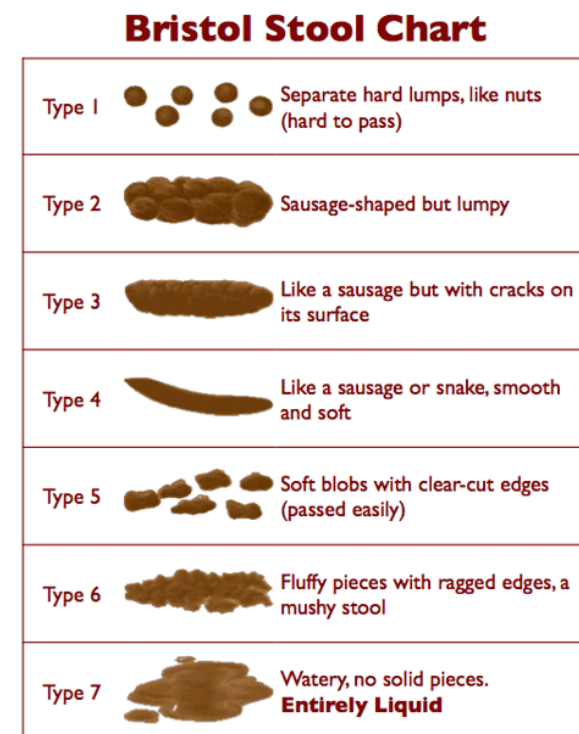 Bristol Stool Chart
Type 1
Separate hard lumps, like nuts
(hard to pass)
Type 2
Sausage-shaped but lumpy
Type 3
Like a sausage but with cracks on
its surface
Type 4
Like a sausage or snake, smooth
and soft
Type 5
Soft blobs with clear-cut edges
(passed easily)
Type 6
Fluffy pieces with ragged edges, a
mushy stool
Type 7
Watery, no solid pieces.
Entirely Liquid